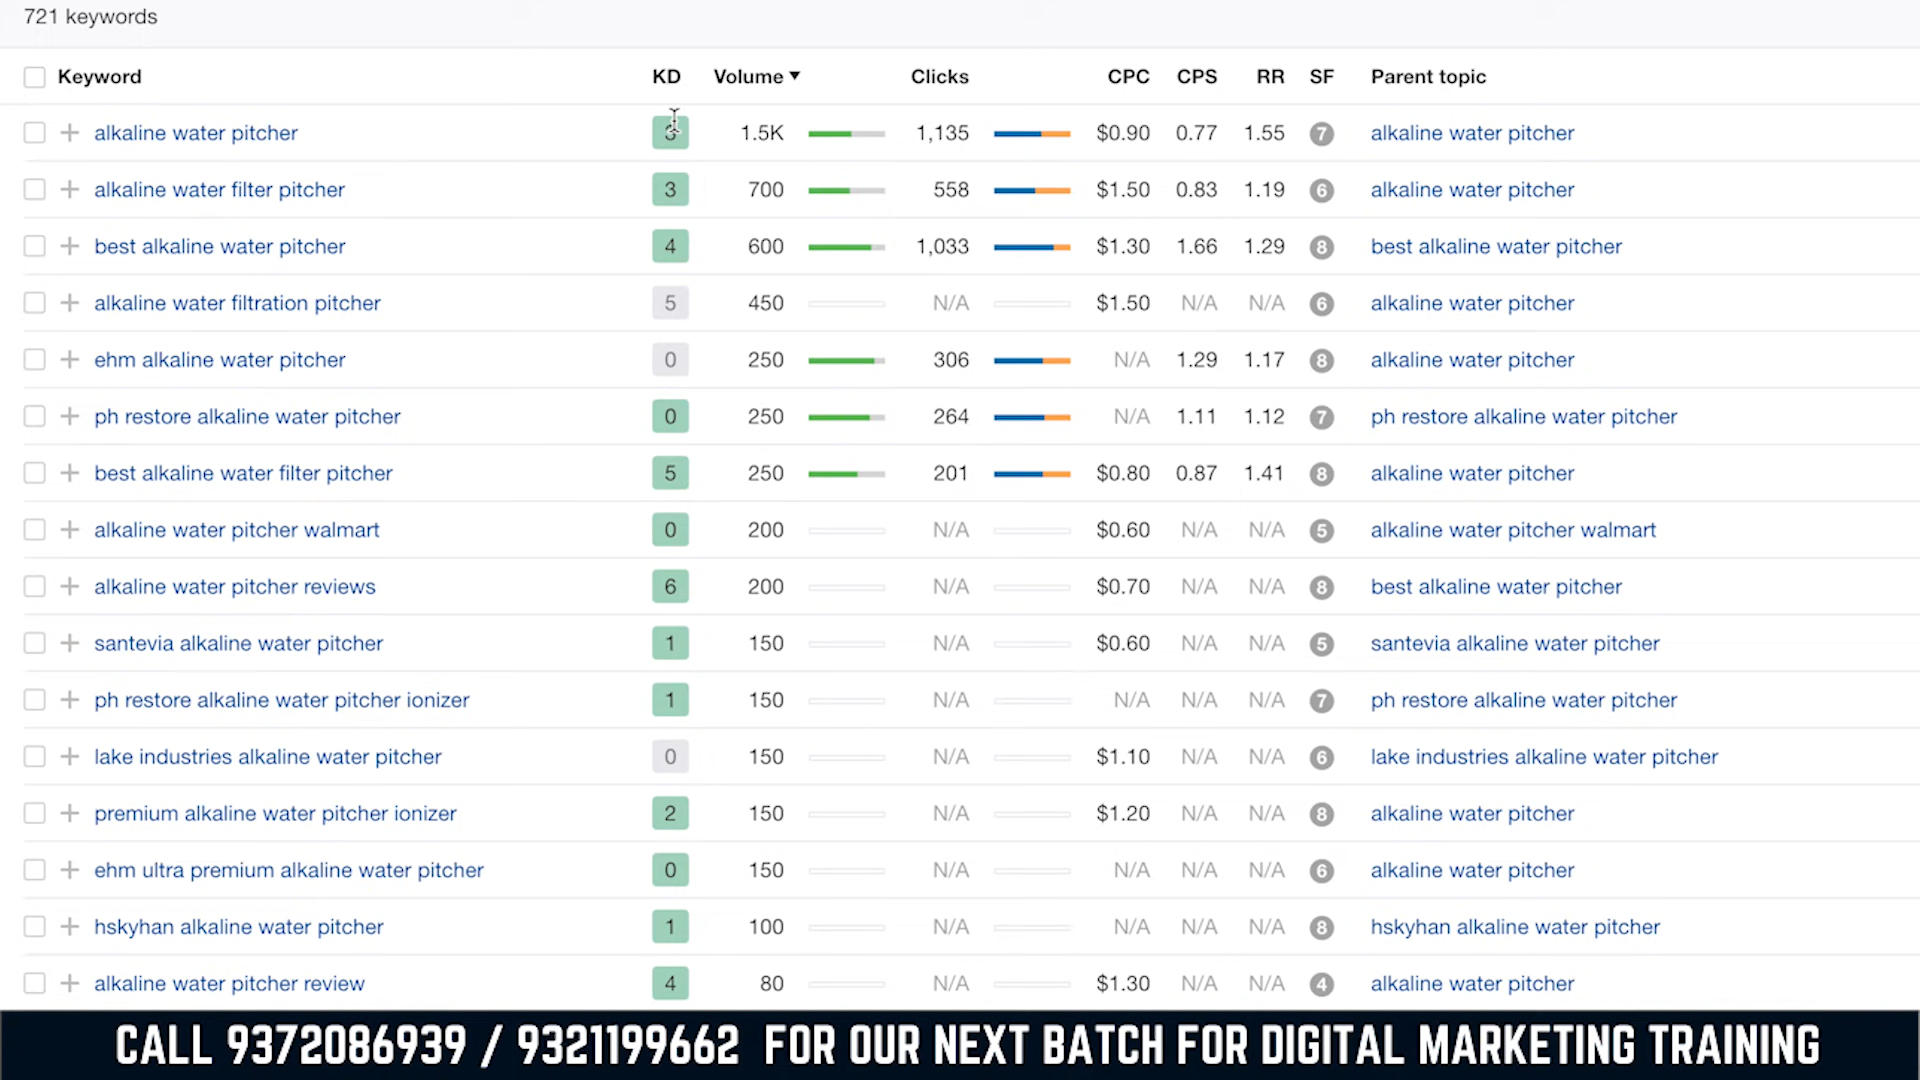 721 keywords
Keyword KD Volume ▼ Clicks CPC CPS RR SF Parent topic
alkaline water pitcher 3 1.5K 1,135 $0.90 0.77 1.55 7 alkaline water pitcher
alkaline water filter pitcher 3 700 558 $1.50 0.83 1.19 6 alkaline water pitcher
best alkaline water pitcher 4 600 1,033 $1.30 1.66 1.29 8 best alkaline water pitcher
alkaline water filtration pitcher 5 450 N/A $1.50 N/A N/A 6 alkaline water pitcher
ehm alkaline water pitcher 0 250 306 N/A 1.29 1.17 8 alkaline water pitcher
ph restore alkaline water pitcher 0 250 264 N/A 1.11 1.12 7 ph restore alkaline water pitcher
best alkaline water filter pitcher 5 250 201 $0.80 0.87 1.41 8 alkaline water pitcher
alkaline water pitcher walmart 0 200 N/A $0.60 N/A N/A 5 alkaline water pitcher walmart
alkaline water pitcher reviews 6 200 N/A $0.70 N/A N/A 8 best alkaline water pitcher
santevia alkaline water pitcher 1 150 N/A $0.60 N/A N/A 5 santevia alkaline water pitcher
ph restore alkaline water pitcher ionizer 1 150 N/A N/A N/A N/A 7 ph restore alkaline water pitcher
lake industries alkaline water pitcher 0 150 N/A $1.10 N/A N/A 6 lake industries alkaline water pitcher
premium alkaline water pitcher ionizer 2 150 N/A $1.20 N/A N/A 8 alkaline water pitcher
ehm ultra premium alkaline water pitcher 0 150 N/A N/A N/A N/A 6 alkaline water pitcher
hskyhan alkaline water pitcher 1 100 N/A N/A N/A N/A 8 hskyhan alkaline water pitcher
alkaline water pitcher review 4 80 N/A $1.30 N/A N/A 4 alkaline water pitcher
CALL 9372086939 / 9321199662 FOR OUR NEXT BATCH FOR DIGITAL MARKETING TRAINING